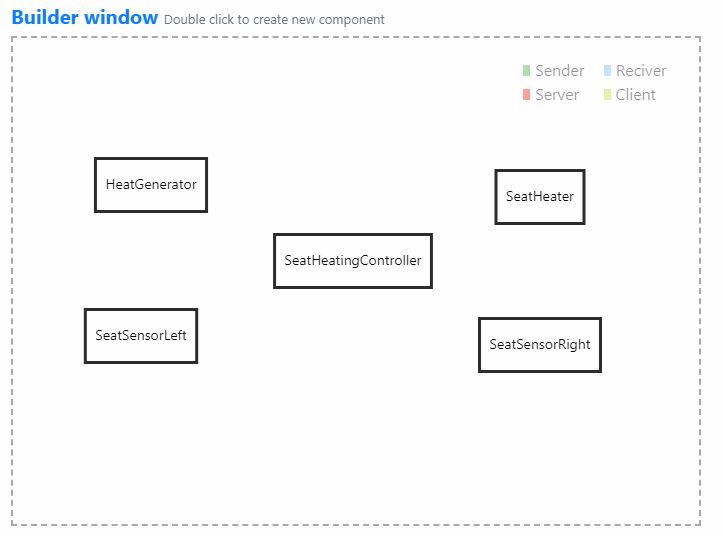 Builder window Double click to create new component
Sender Reciver
Server Client
HeatGenerator
SeatHeater
SeatHeatingController
SeatSensorLeft
SeatSensorRight